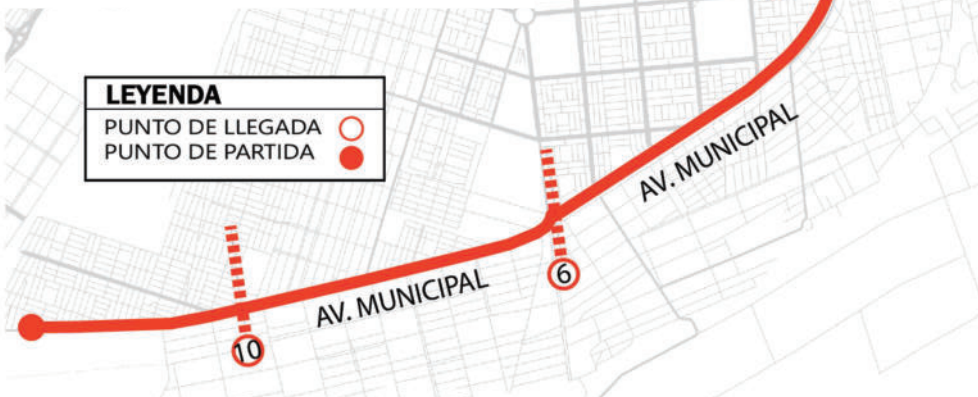 LEYENDA
PUNTO DE LLEGADA
PUNTO DE PARTIDA
AV. MUNICIPAL
6
AV. MUNICIPAL
10